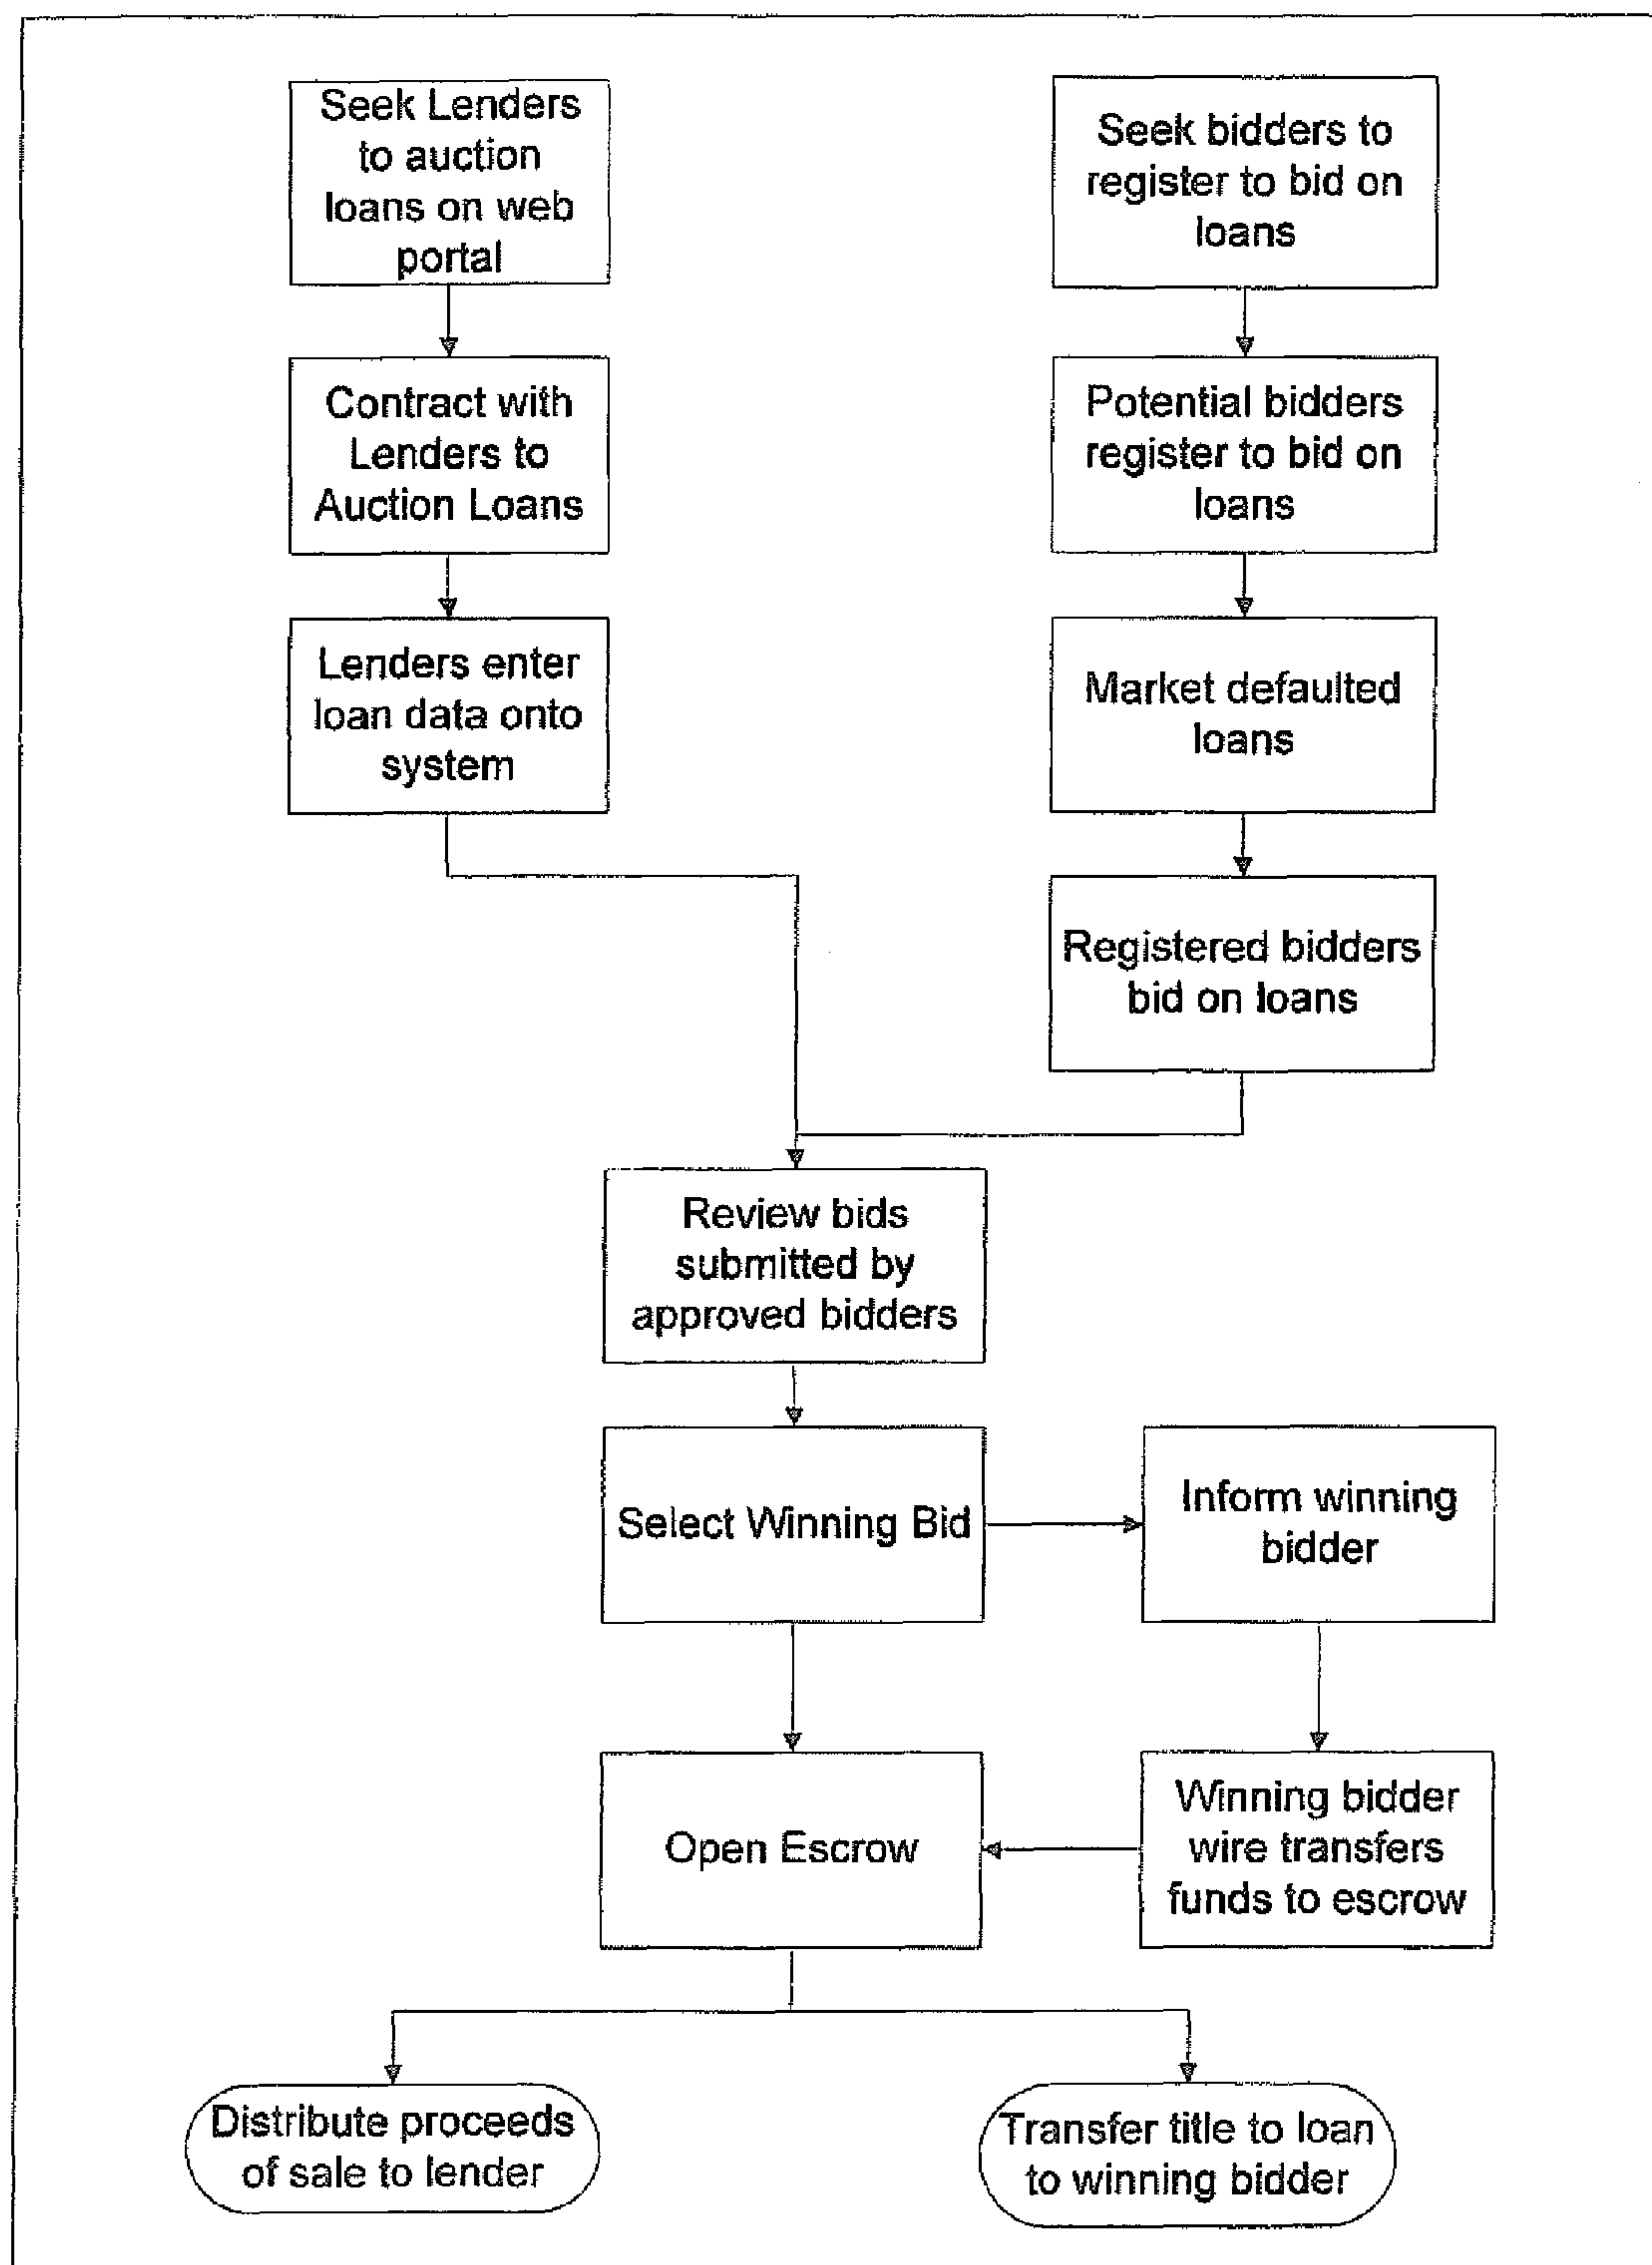 Seek Lenders
to auction
loans on web
portal
Seek bidders to
register to bid on
loans
Contract with
Lenders to
Auction Loans
Potential bidders
register to bid on
loans
Lenders enter
loan data onto
system
Market defaulted
loans
Registered bidders
bid on loans
Review bids
submitted by
approved bidders
Select Winning Bid
Inform winning
bidder
Open Escrow
Winning bidder
wire transfers
funds to escrow
Distribute proceeds
of sale to lender
Transfer title to loan
to winning bidder